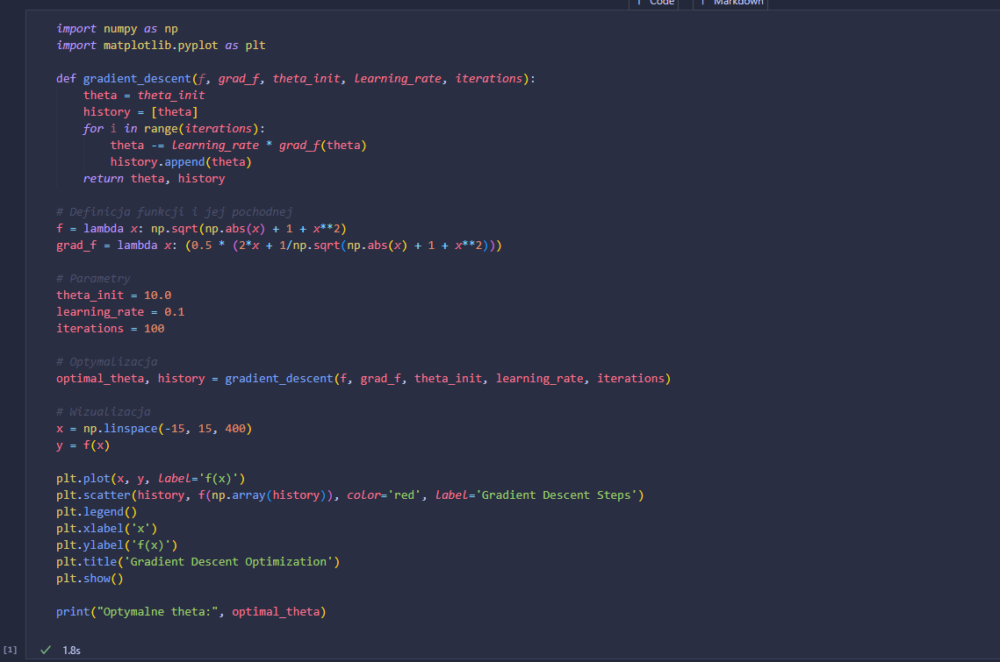 Code Markdown
import numpy as np
import matplotlib.pyplot as plt
def gradient_descent(f, grad_f, theta_init, learning_rate, iterations):
    theta = theta_init
    history = [theta]
    for i in range(iterations):
        theta -= learning_rate * grad_f(theta)
        history.append(theta)
    return theta, history
# Definicja funkcji i jej pochodnej
f = lambda x: np.sqrt(np.abs(x) + 1 + x**2)
grad_f = lambda x: (0.5 * (2*x + 1/np.sqrt(np.abs(x) + 1 + x**2)))
# Parametry
theta_init = 10.0
learning_rate = 0.1
iterations = 100
# Optymalizacja
optimal_theta, history = gradient_descent(f, grad_f, theta_init, learning_rate, iterations)
# Wizualizacja
x = np.linspace(-15, 15, 400)
y = f(x)
plt.plot(x, y, label='f(x)')
plt.scatter(history, f(np.array(history)), color='red', label='Gradient Descent Steps')
plt.legend()
plt.xlabel('x')
plt.ylabel('f(x)')
plt.title('Gradient Descent Optimization')
plt.show()
print("Optymalne theta:", optimal_theta)
[1] ✓ 1.8s